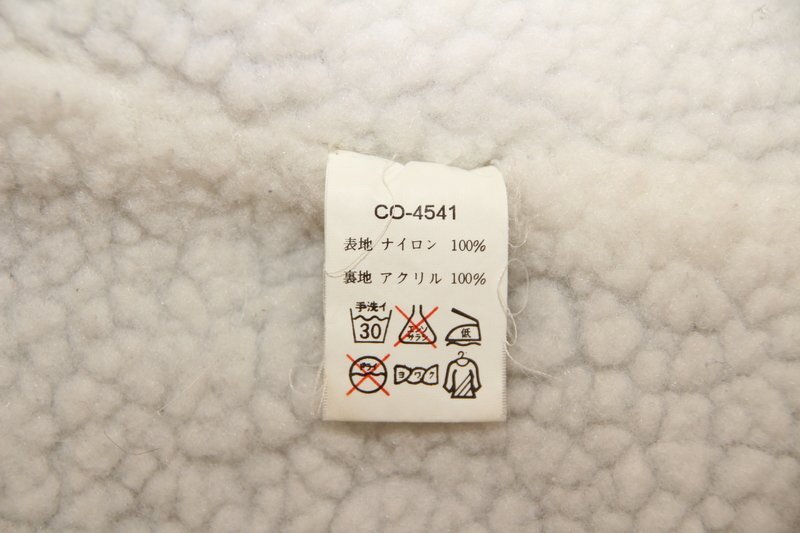 CO-4541
表地 ナイロン 100%
裏地 アクリル 100%
手洗イ
30
エンソ
サラシ
低
ドライ
ヨワク